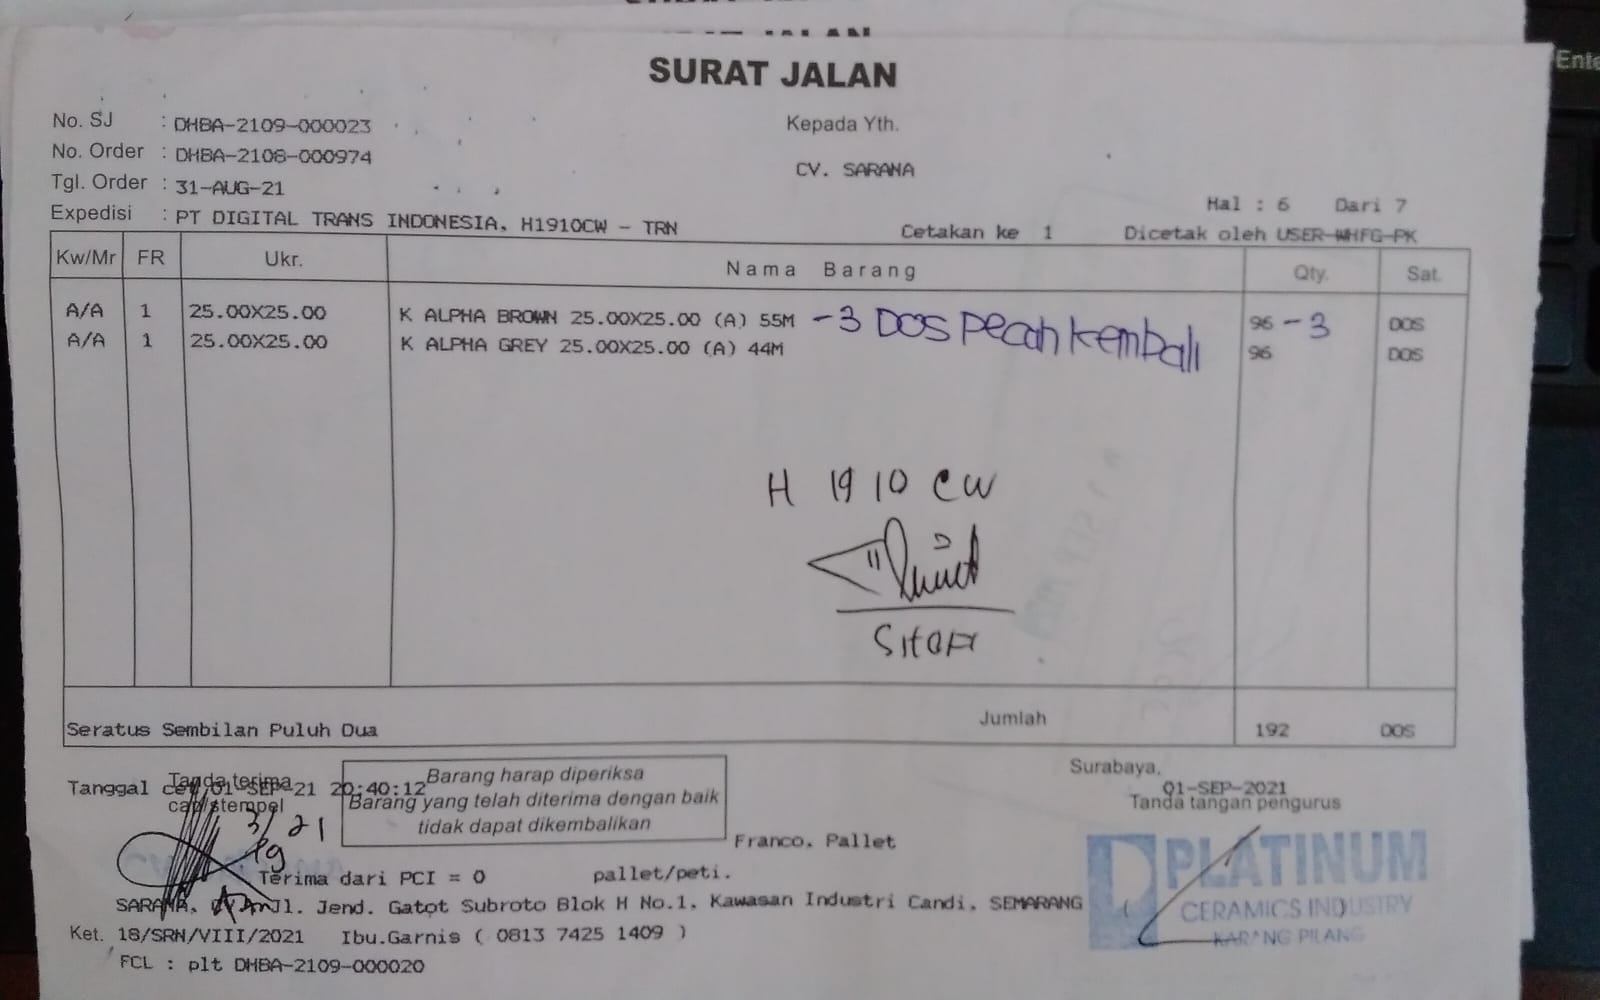 SURAT JALAN
No. SJ : DHBA-2109-000023
Kepada Yth.
No. Order : DHBA-2108-000974
CV. SARANA
Tgl. Order : 31-AUG-21
Hal : 6 Dari 7
Expedisi : PT DIGITAL TRANS INDONESIA, H1910CW - TRN
Cetakan ke 1 Dicetak oleh USER-WHFG-PK
Kw/Mr FR Ukr. Nama Barang Qty. Sat.
A/A 1 25.00X25.00 K ALPHA BROWN 25.00X25.00 (A) 55M -3 DOS Pecah Kembali 96 -3 DOS
A/A 1 25.00X25.00 K ALPHA GREY 25.00X25.00 (A) 44M 96 DOS
H 1910 CW
Seratus Sembilan Puluh Dua Jumlah 192 DOS
Tanggal cet 01-SEP-21 20:40:12
Tanda terima
cap/stempel
Barang harap diperiksa
Barang yang telah diterima dengan baik
tidak dapat dikembalikan
Surabaya,
01-SEP-2021
Tanda tangan pengurus
Franco. Pallet
Terima dari PCI = 0 pallet/peti.
PLATINUM
CERAMICS INDUSTRY
KARANG PILANG
SARANA, Jl. Jend. Gatot Subroto Blok H No.1, Kawasan Industri Candi, SEMARANG
Ket. 18/SRN/VIII/2021 Ibu.Garnis ( 0813 7425 1409 )
FCL : plt DHBA-2109-000020
Ente